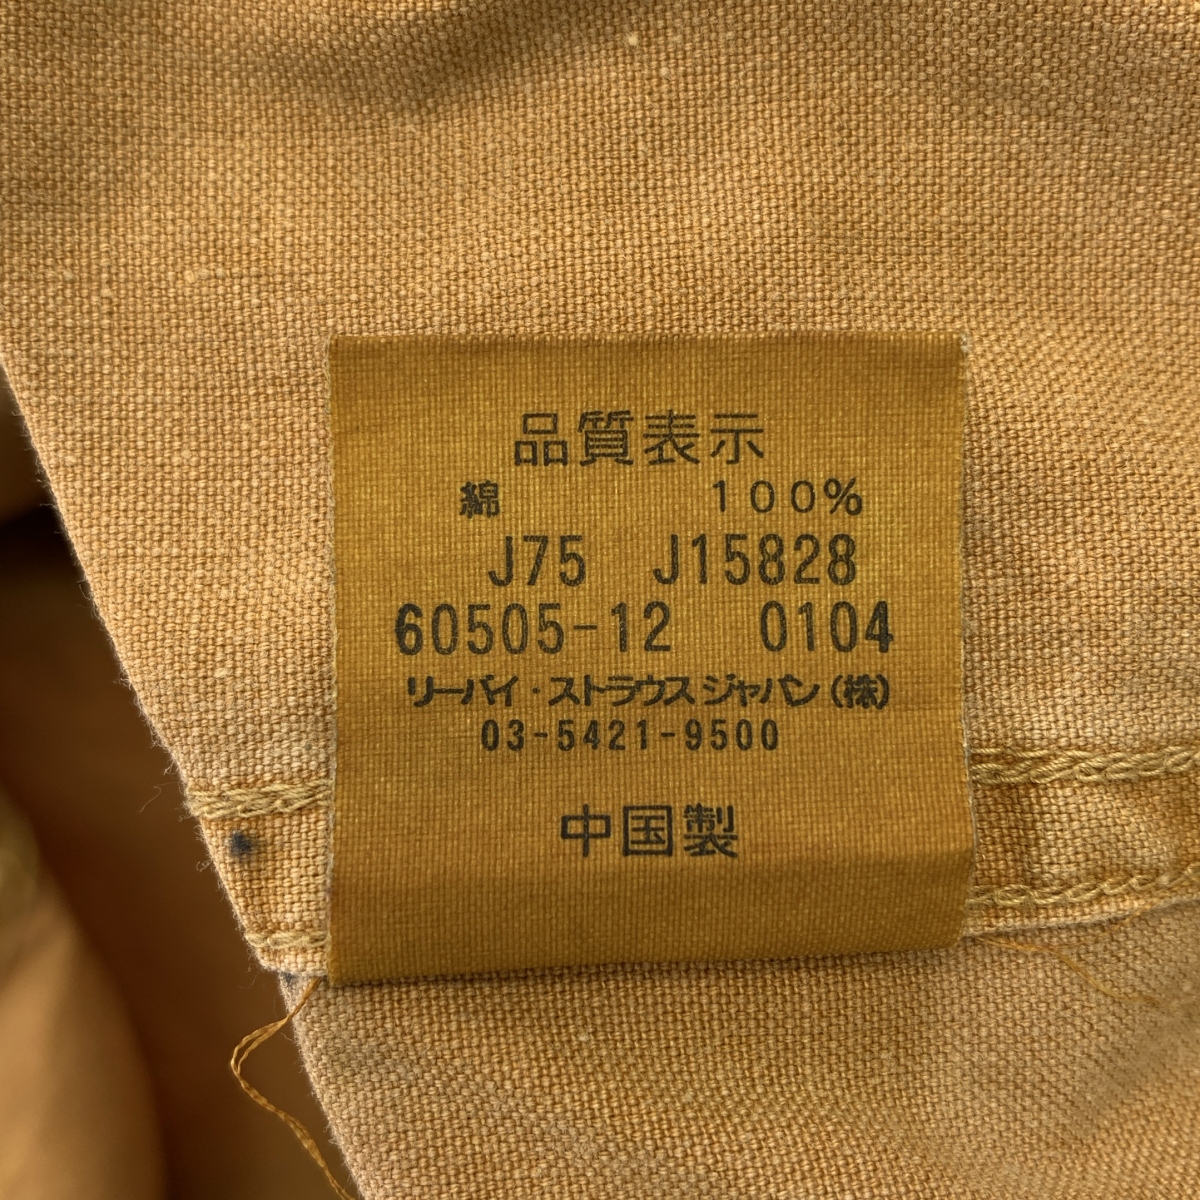 品質表示
綿 100%
J75 J15828
60505-12 0104
リーバイ・ストラウスジャパン(株)
03-5421-9500
中国製